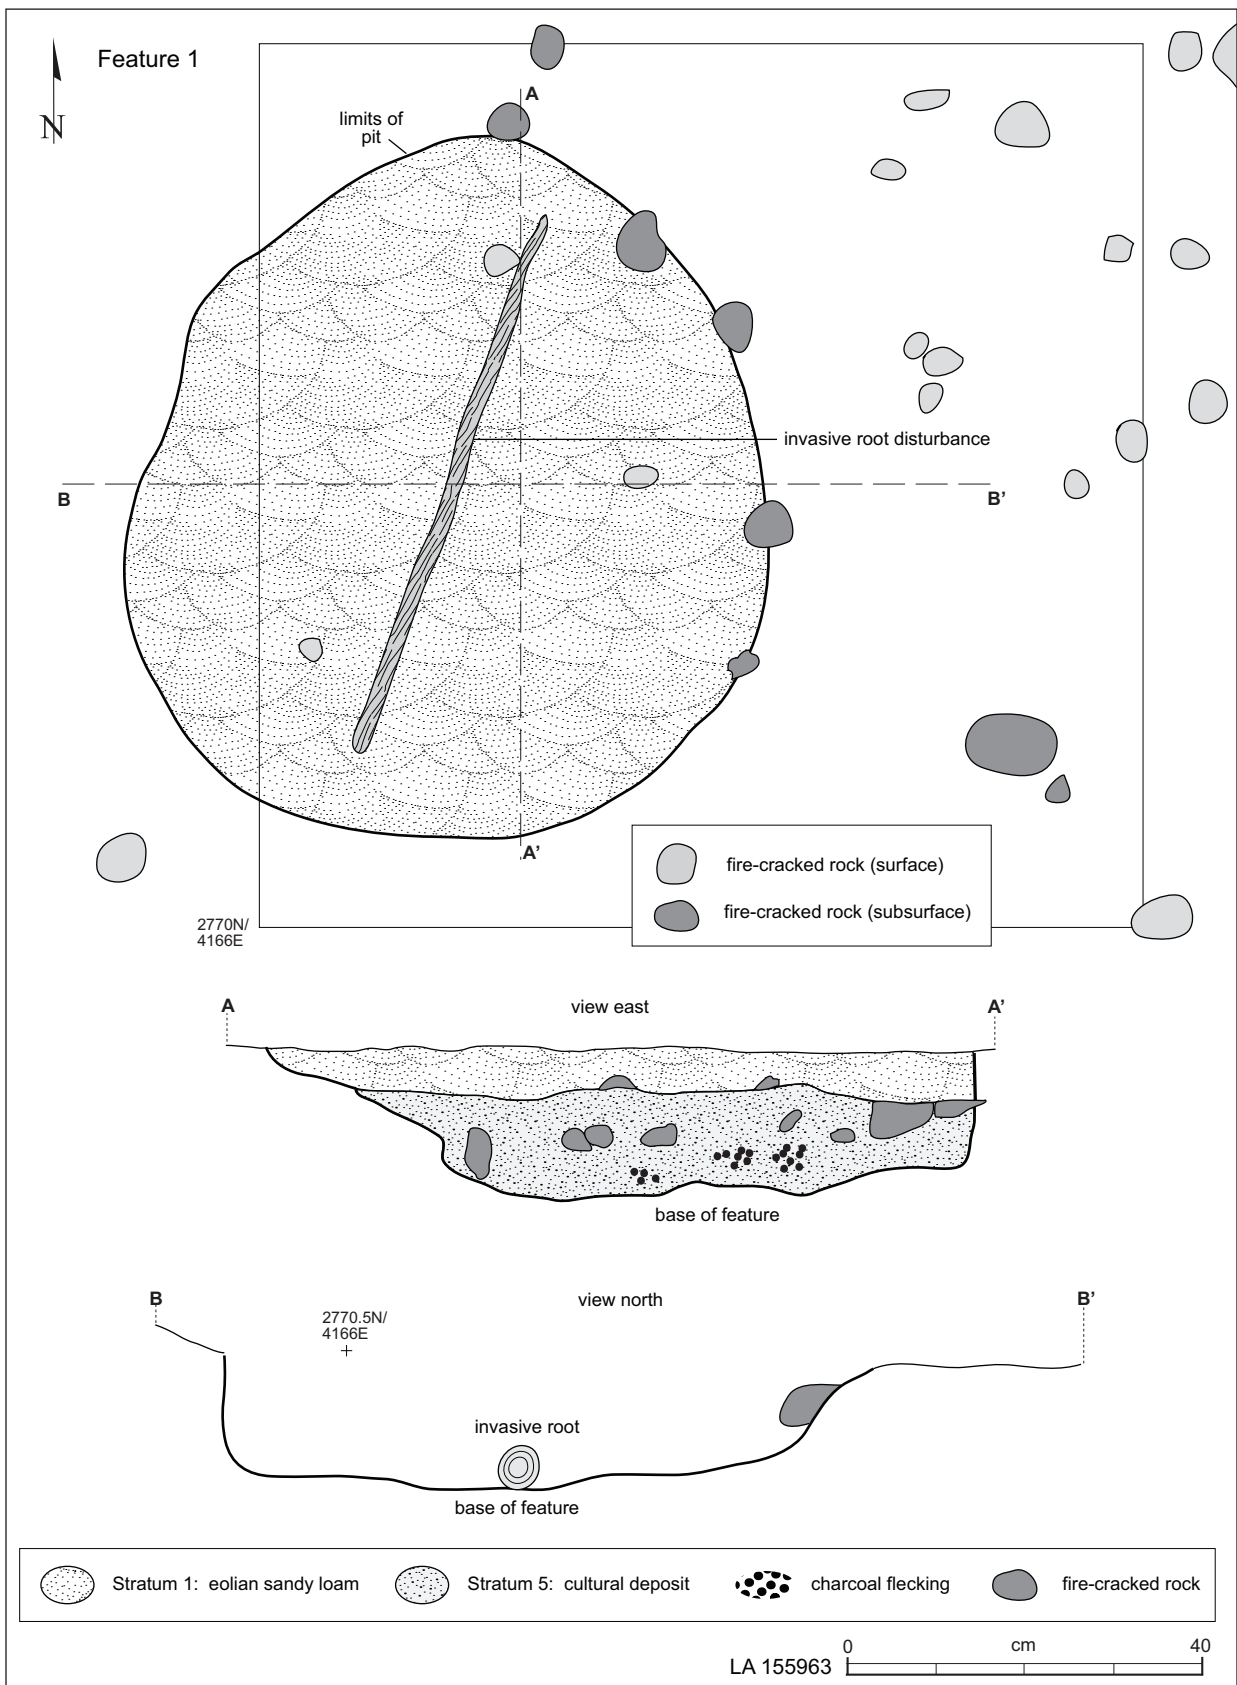 Feature 1
N
A
limits of
pit
invasive root disturbance
B
B’
A’
fire-cracked rock (surface)
fire-cracked rock (subsurface)
2770N/
4166E
A
view east
A’
base of feature
B
view north
B’
2770.5N/
4166E
invasive root
base of feature
Stratum 1: eolian sandy loam
Stratum 5: cultural deposit
charcoal flecking
fire-cracked rock
0 cm 40
LA 155963